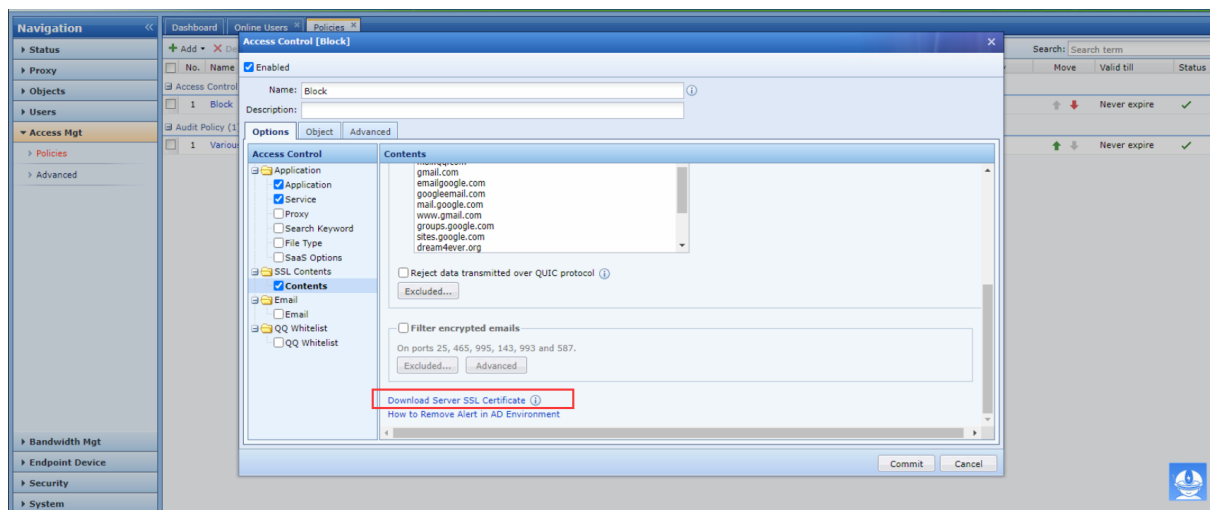 Navigation
Status
Proxy
Objects
Users
Access Mgt
Policies
Advanced
Bandwidth Mgt
Endpoint Device
Security
System
Dashboard Online Users Policies
Add De
Search: Search term
No. Name Move Valid till Status
Access Control
1 Block Never expire
Audit Policy (1
1 Various Never expire
Access Control [Block]
Enabled
Name: Block
Description:
Options Object Advanced
Access Control
Application
Application
Service
Proxy
Search Keyword
File Type
SaaS Options
SSL Contents
Contents
Email
Email
QQ Whitelist
QQ Whitelist
Contents
gmail.com
emailgoogle.com
googleemail.com
mail.google.com
www.gmail.com
groups.google.com
sites.google.com
dream4ever.org
Reject data transmitted over QUIC protocol
Excluded...
Filter encrypted emails
On ports 25, 465, 995, 143, 993 and 587.
Excluded... Advanced
Download Server SSL Certificate
How to Remove Alert in AD Environment
Commit Cancel